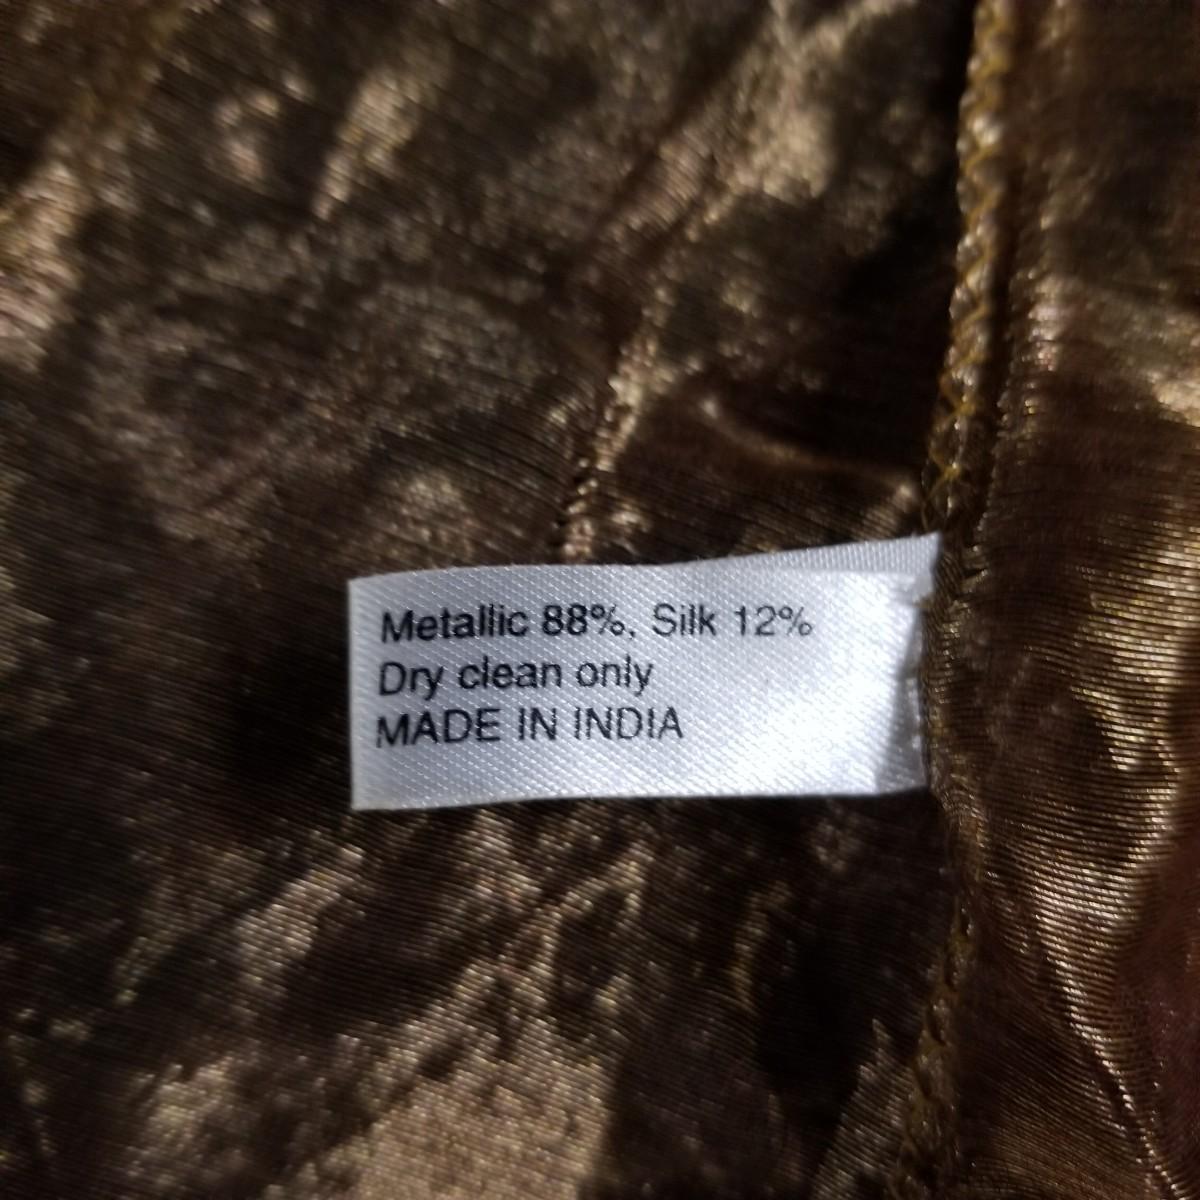 Metallic 88%, Silk 12%
Dry clean only
MADE IN INDIA